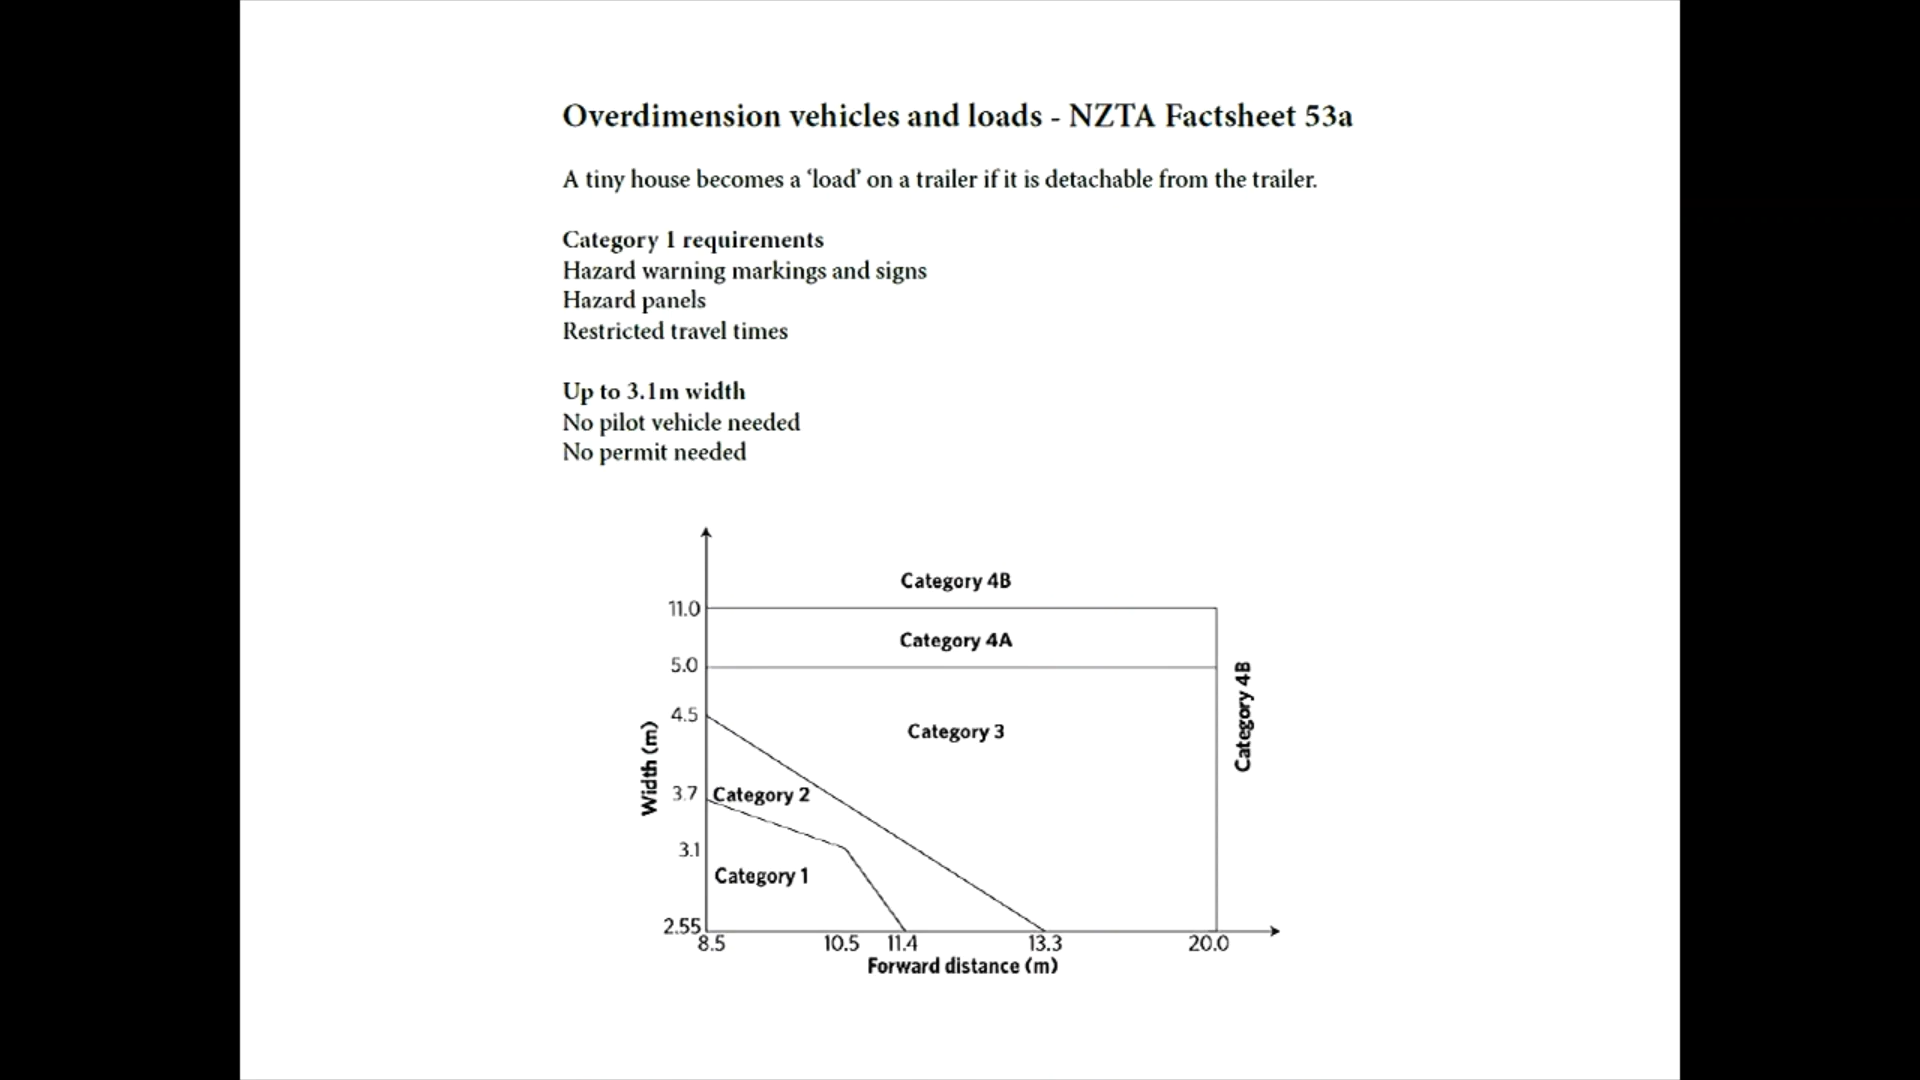 Overdimension vehicles and loads - NZTA Factsheet 53a
A tiny house becomes a ‘load’ on a trailer if it is detachable from the trailer.
Category 1 requirements
Hazard warning markings and signs
Hazard panels
Restricted travel times
Up to 3.1m width
No pilot vehicle needed
No permit needed
Category 4B
11.0
Category 4A
5.0
Category 4B
4.5
Category 3
Width (m)
3.7
Category 2
3.1
Category 1
2.55
8.5 10.5 11.4 13.3 20.0
Forward distance (m)